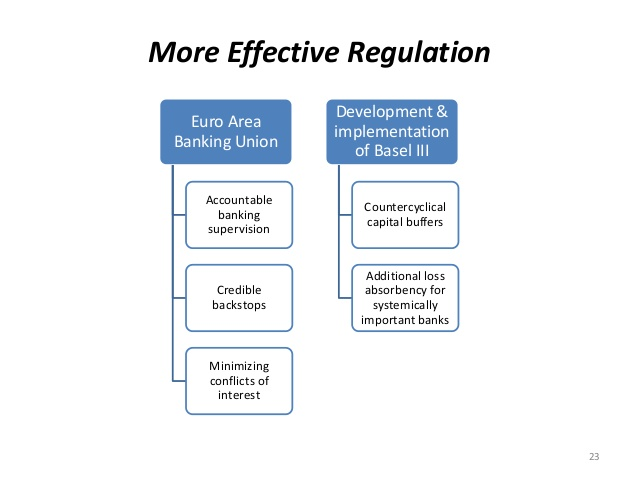 More Effective Regulation
Euro Area
Banking Union
Accountable
banking
supervision
Credible
backstops
Minimizing
conflicts of
interest
Development &
implementation
of Basel III
Countercyclical
capital buffers
Additional loss
absorbency for
systemically
important banks
23